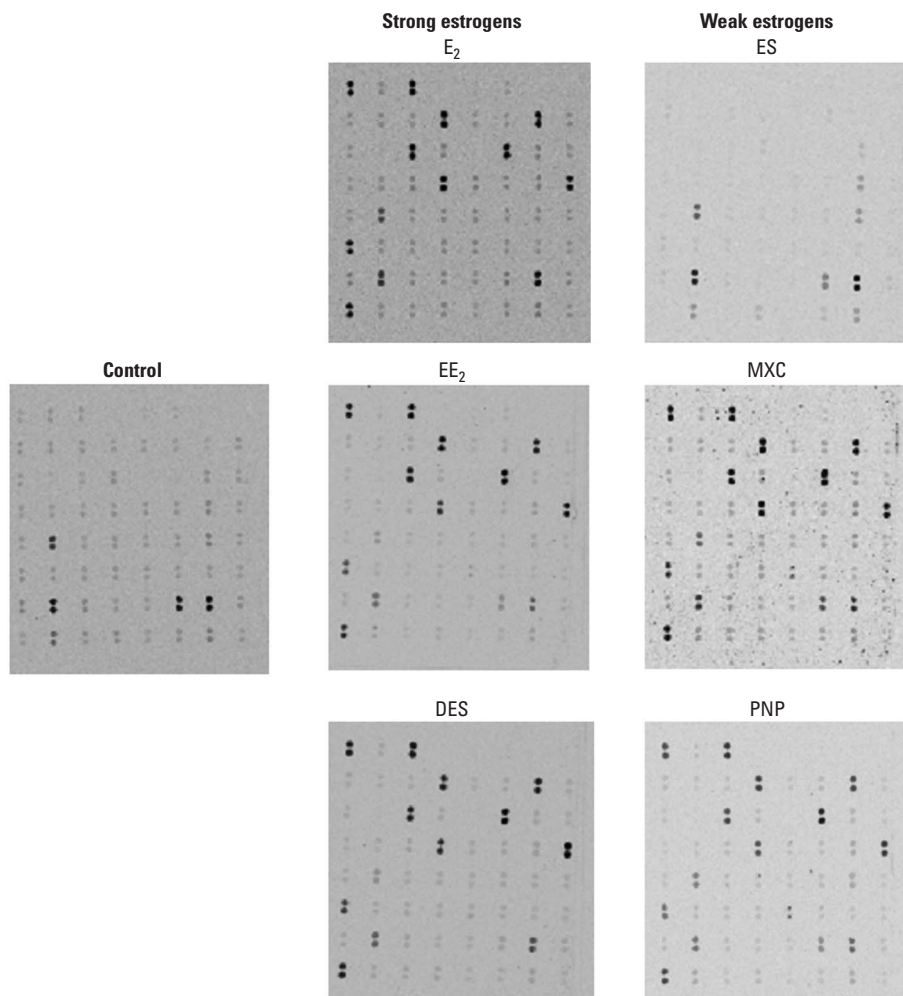 Strong estrogens
Weak estrogens
E₂
ES
Control
EE₂
MXC
DES
PNP